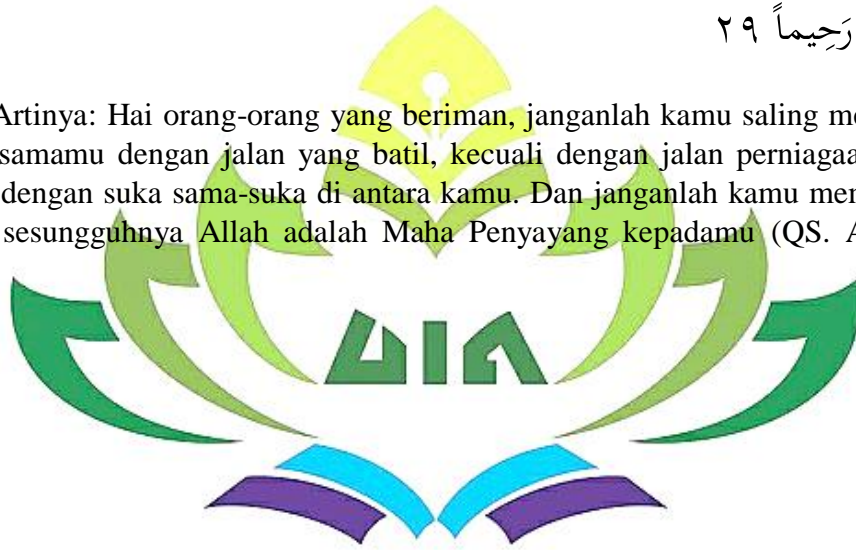 رَحِيماً ٢٩
Artinya: Hai orang-orang yang beriman, janganlah kamu saling me
samamu dengan jalan yang batil, kecuali dengan jalan perniagaa
dengan suka sama-suka di antara kamu. Dan janganlah kamu mem
sesungguhnya Allah adalah Maha Penyayang kepadamu (QS. A
UIN